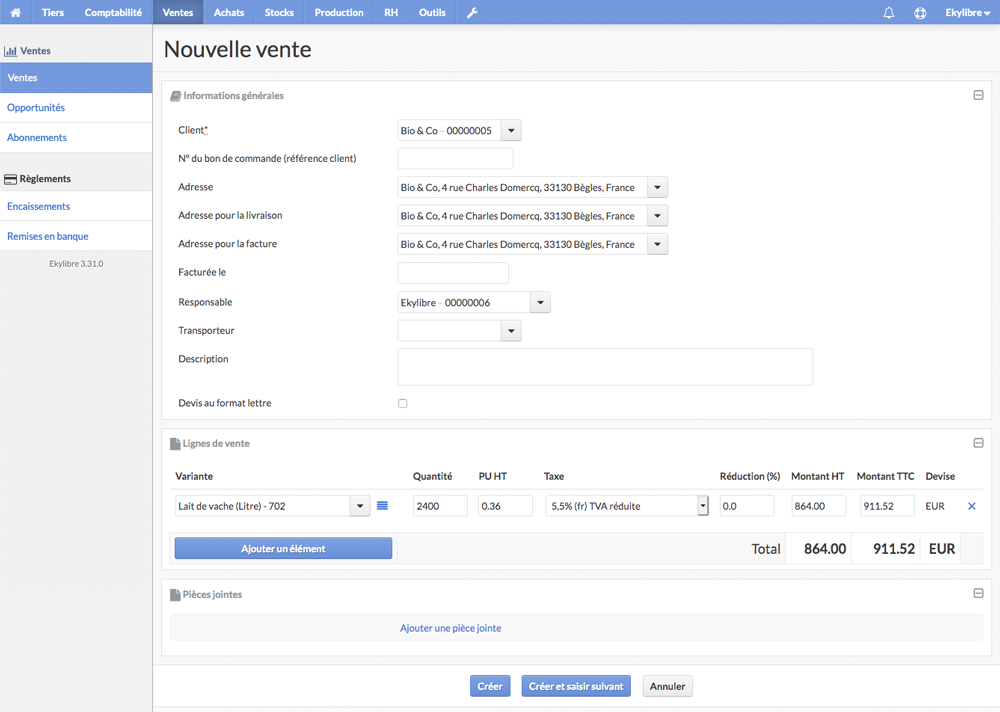 Tiers Comptabilité Ventes Achats Stocks Production RH Outils Ekylibre
Ventes
Ventes
Opportunités
Abonnements
Règlements
Encaissements
Remises en banque
Ekylibre 3.31.0
Nouvelle vente
Informations générales
Client* Bio & Co - 00000005
N° du bon de commande (référence client)
Adresse Bio & Co, 4 rue Charles Domercq, 33130 Bègles, France
Adresse pour la livraison Bio & Co, 4 rue Charles Domercq, 33130 Bègles, France
Adresse pour la facture Bio & Co, 4 rue Charles Domercq, 33130 Bègles, France
Facturée le
Responsable Ekylibre - 00000006
Transporteur
Description
Devis au format lettre
Lignes de vente
Variante Quantité PU HT Taxe Réduction (%) Montant HT Montant TTC Devise
Lait de vache (Litre) - 702 2400 0.36 5,5% (fr) TVA réduite 0.0 864.00 911.52 EUR
Ajouter un élément Total 864.00 911.52 EUR
Pièces jointes
Ajouter une pièce jointe
Créer Créer et saisir suivant Annuler